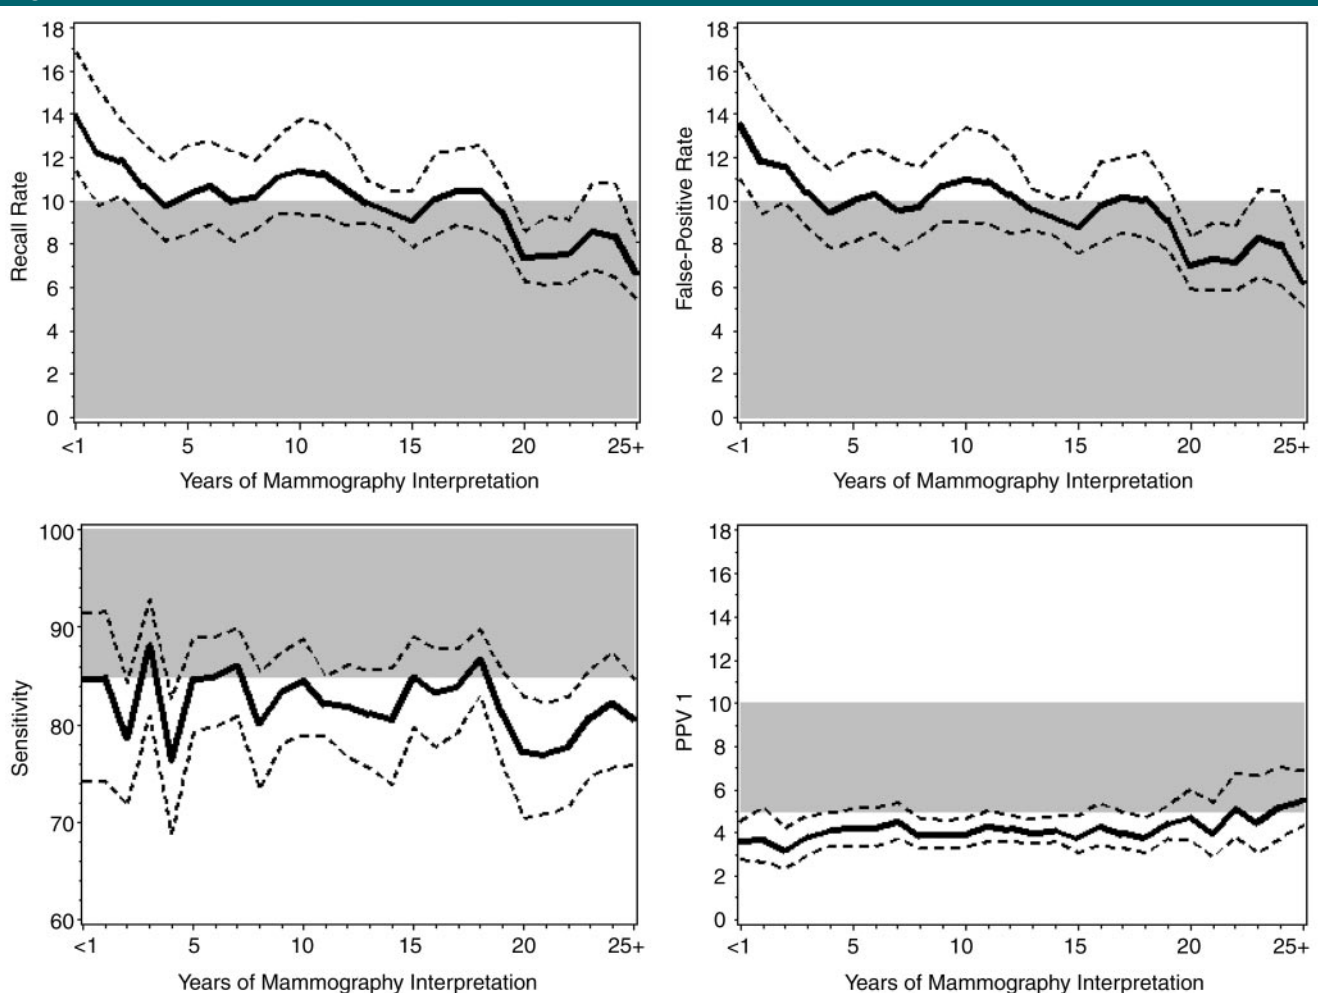 18
16
14
12
10
8
6
4
2
0
Recall Rate
<1 5 10 15 20 25+
Years of Mammography Interpretation
18
16
14
12
10
8
6
4
2
0
False-Positive Rate
<1 5 10 15 20 25+
Years of Mammography Interpretation
100
90
80
70
60
Sensitivity
<1 5 10 15 20 25+
Years of Mammography Interpretation
18
16
14
12
10
8
6
4
2
0
PPV 1
<1 5 10 15 20 25+
Years of Mammography Interpretation